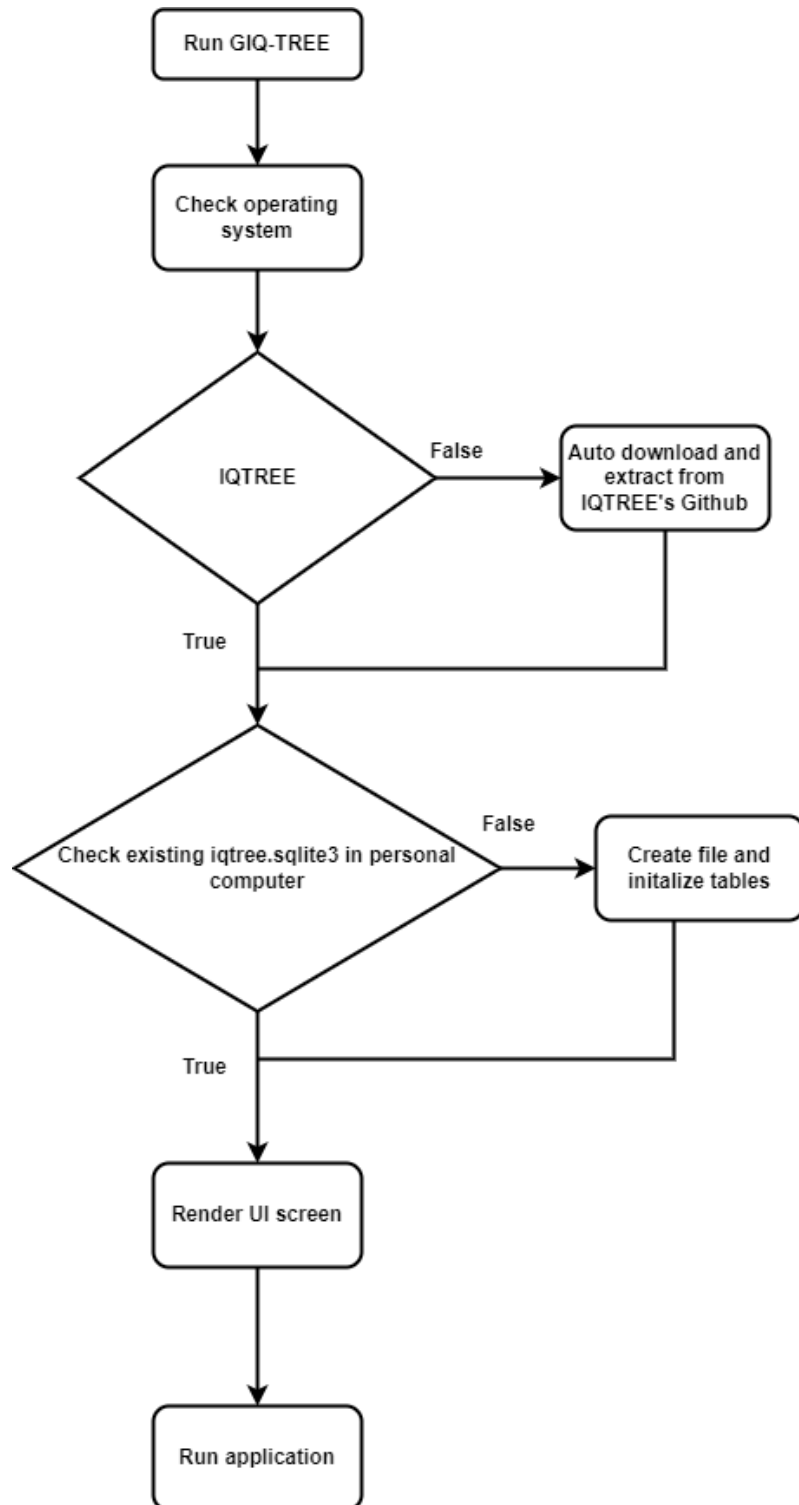 Run GIQ-TREE
Check operating
system
IQTREE
False
Auto download and
extract from
IQTREE's Github
True
Check existing iqtree.sqlite3 in personal
computer
False
Create file and
initalize tables
True
Render UI screen
Run application